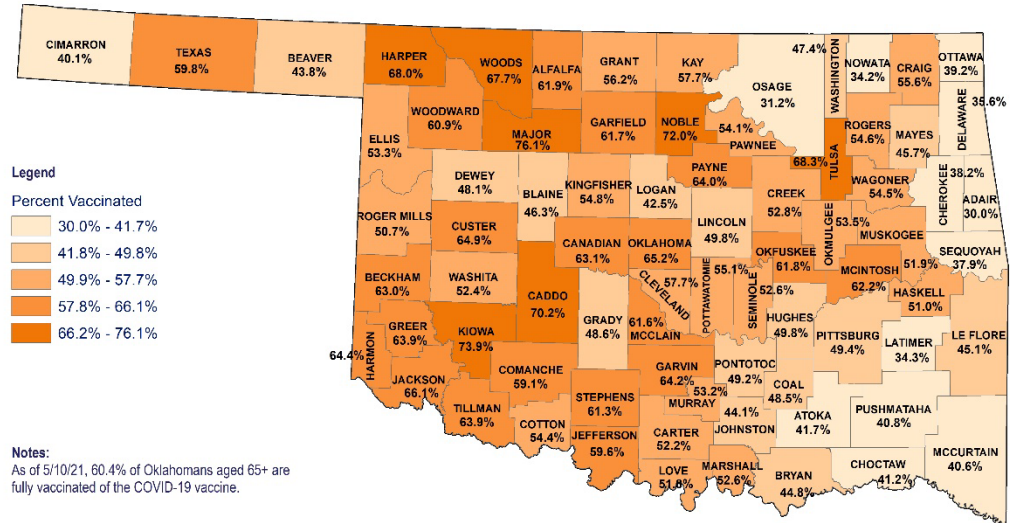 CIMARRON
40.1%
TEXAS
59.8%
BEAVER
43.8%
HARPER
68.0%
WOODS
67.7%
ALFALFA
61.9%
GRANT
56.2%
KAY
57.7%
OSAGE
31.2%
47.4%
WASHINGTON
NOWATA
34.2%
CRAIG
55.6%
OTTAWA
39.2%
35.6%
DELAWARE
ELLIS
53.3%
WOODWARD
60.9%
MAJOR
76.1%
GARFIELD
61.7%
NOBLE
72.0%
54.1%
PAWNEE
68.3%
TULSA
ROGERS
54.6%
MAYES
45.7%
DEWEY
48.1%
BLAINE
46.3%
KINGFISHER
54.8%
LOGAN
42.5%
PAYNE
64.0%
CREEK
52.8%
WAGONER
54.5%
38.2%
CHEROKEE
ADAIR
30.0%
ROGER MILLS
50.7%
CUSTER
64.9%
CANADIAN
63.1%
OKLAHOMA
65.2%
LINCOLN
49.8%
OKFUSKEE
61.8%
OKMULGEE
53.5%
MUSKOGEE
51.9%
SEQUOYAH
37.9%
BECKHAM
63.0%
WASHITA
52.4%
CADDO
70.2%
GRADY
48.6%
CLEVELAND
57.7%
POTTAWATOMIE
55.1%
SEMINOLE
52.6%
HUGHES
49.8%
MCINTOSH
62.2%
HASKELL
51.0%
GREER
63.9%
KIOWA
73.9%
61.6%
MCCLAIN
PITTSBURG
49.4%
LATIMER
34.3%
LE FLORE
45.1%
64.4%
HARMON
JACKSON
66.1%
COMANCHE
59.1%
GARVIN
64.2%
PONTOTOC
49.2%
COAL
48.5%
TILLMAN
63.9%
COTTON
54.4%
STEPHENS
61.3%
53.2%
MURRAY
44.1%
JOHNSTON
ATOKA
41.7%
PUSHMATAHA
40.8%
JEFFERSON
59.6%
CARTER
52.2%
MCCURTAIN
40.6%
LOVE
51.8%
MARSHALL
52.6%
BRYAN
44.8%
CHOCTAW
41.2%
Legend
Percent Vaccinated
30.0% - 41.7%
41.8% - 49.8%
49.9% - 57.7%
57.8% - 66.1%
66.2% - 76.1%
Notes:
As of 5/10/21, 60.4% of Oklahomans aged 65+ are
fully vaccinated of the COVID-19 vaccine.